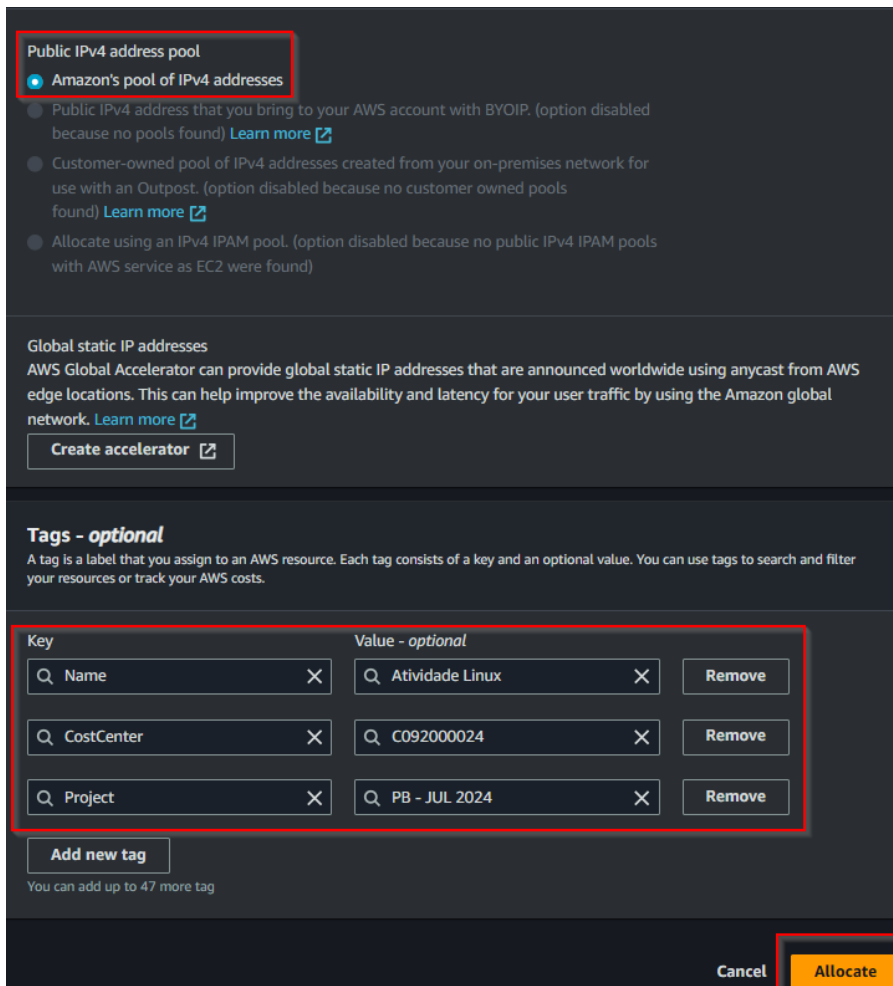 Public IPv4 address pool
Amazon's pool of IPv4 addresses
Public IPv4 address that you bring to your AWS account with BYOIP. (option disabled
because no pools found) Learn more
Customer-owned pool of IPv4 addresses created from your on-premises network for
use with an Outpost. (option disabled because no customer owned pools
found) Learn more
Allocate using an IPv4 IPAM pool. (option disabled because no public IPv4 IPAM pools
with AWS service as EC2 were found)
Global static IP addresses
AWS Global Accelerator can provide global static IP addresses that are announced worldwide using anycast from AWS
edge locations. This can help improve the availability and latency for your user traffic by using the Amazon global
network. Learn more
Create accelerator
Tags - optional
A tag is a label that you assign to an AWS resource. Each tag consists of a key and an optional value. You can use tags to search and filter
your resources or track your AWS costs.
Key Value - optional
Name Atividade Linux Remove
CostCenter C092000024 Remove
Project PB - JUL 2024 Remove
Add new tag
You can add up to 47 more tag
Cancel Allocate